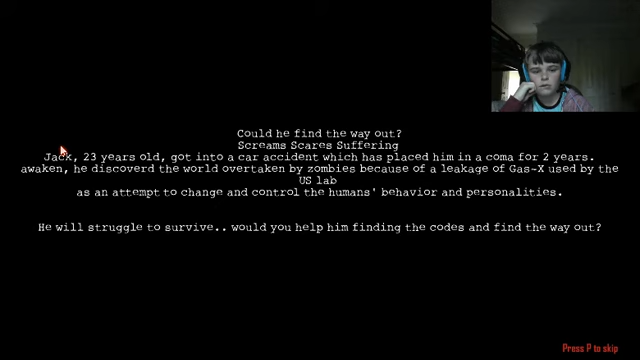 Could he find the way out?
Screams Scares Suffering
Jack, 23 years old, got into a car accident which has placed him in a coma for 2 years.
awaken, he discoverd the world overtaken by zombies because of a leakage of Gas-X used by the
US lab
as an attempt to change and control the humans' behavior and personalities.
He will struggle to survive.. would you help him finding the codes and find the way out?
Press P to skip